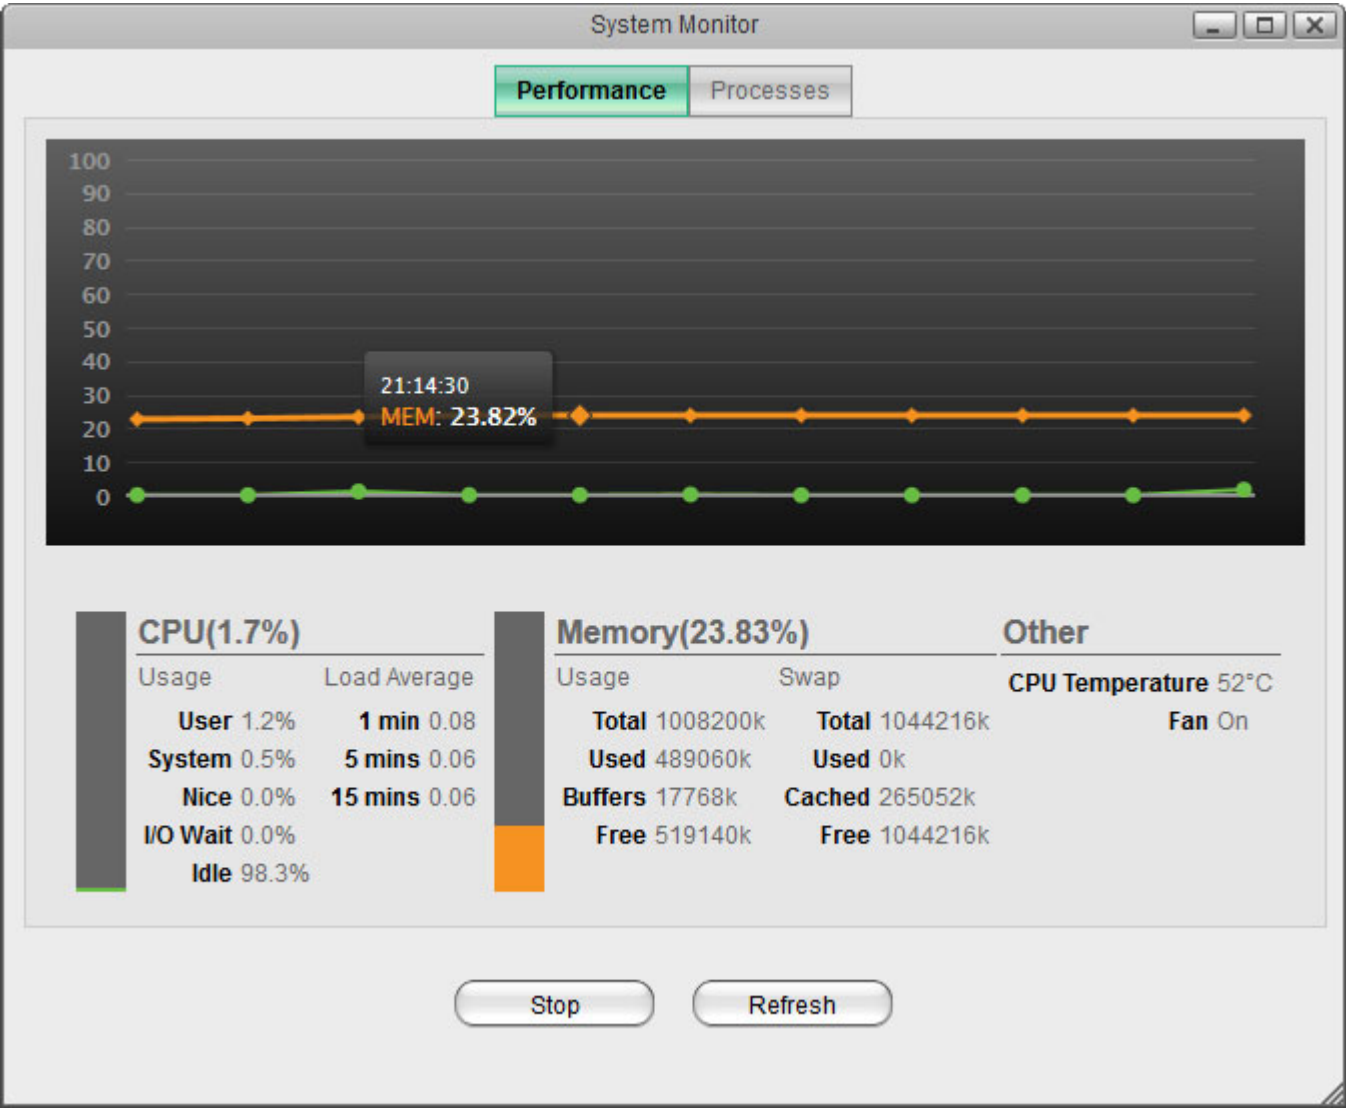 System Monitor
Performance Processes
100
90
80
70
60
50
40
30
20
10
0
21:14:30
MEM: 23.82%
CPU(1.7%) Memory(23.83%) Other
Usage Load Average Usage Swap CPU Temperature 52°C
User 1.2% 1 min 0.08 Total 1008200k Total 1044216k Fan On
System 0.5% 5 mins 0.06 Used 489060k Used 0k
Nice 0.0% 15 mins 0.06 Buffers 17768k Cached 265052k
I/O Wait 0.0% Free 519140k Free 1044216k
Idle 98.3%
Stop Refresh